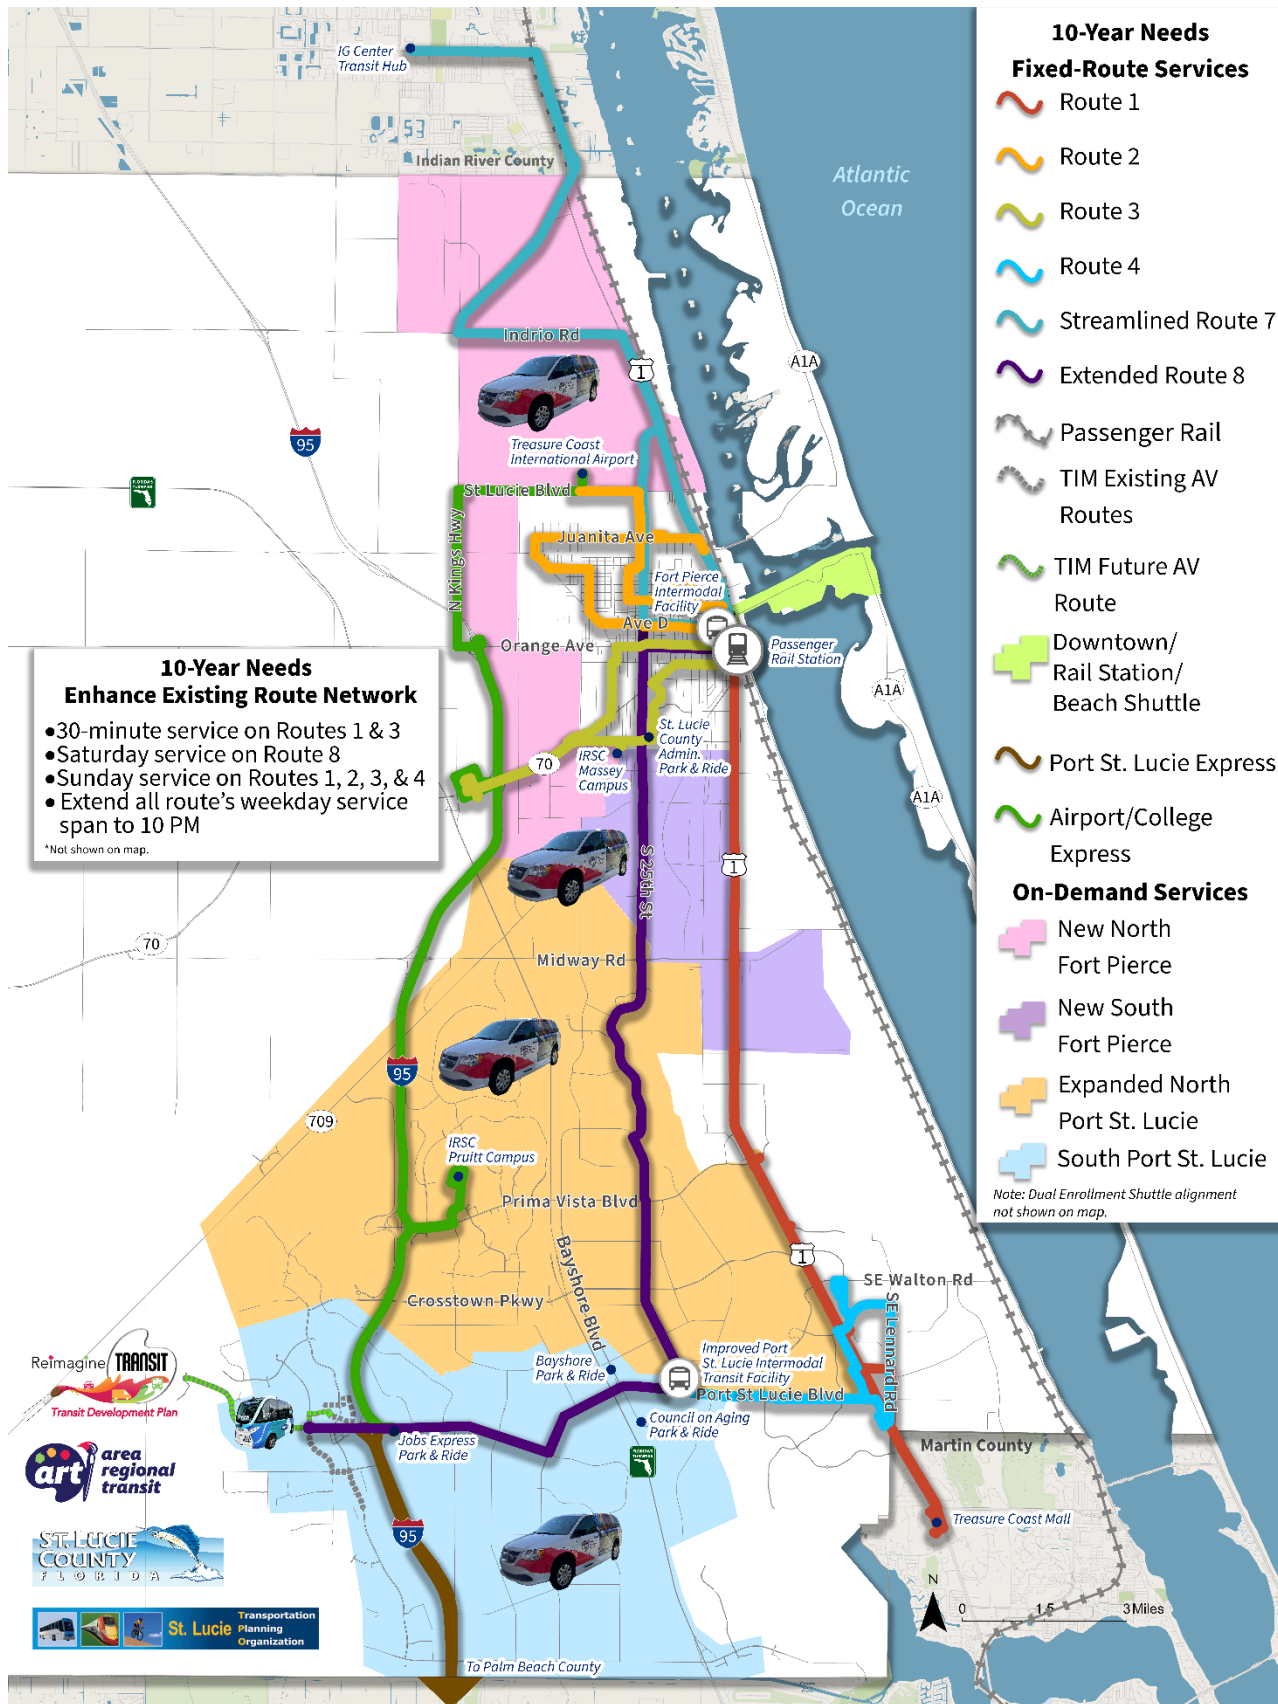 IG Center
Transit Hub
Indian River County
Atlantic
Ocean
Indrio Rd
1
A1A
95
Treasure Coast
International Airport
St Lucie Blvd
Juanita Ave
N Kings Hwy
Fort Pierce
Intermodal
Facility
Ave D
Orange Ave
Passenger
Rail Station
A1A
St. Lucie
County
Admin.
Park & Ride
IRSC
Massey
Campus
70
A1A
10-Year Needs
Enhance Existing Route Network
•30-minute service on Routes 1 & 3
•Saturday service on Route 8
•Sunday service on Routes 1, 2, 3, & 4
• Extend all route's weekday service
span to 10 PM
*Not shown on map.
1
S 25th St
70
Midway Rd
95
709
IRSC
Pruitt Campus
Prima Vista Blvd
Bayshore Blvd
1
SE Walton Rd
SE Lennard Rd
Crosstown Pkwy
Bayshore
Park & Ride
Improved Port
St. Lucie Intermodal
Transit Facility
Port St Lucie Blvd
Council on Aging
Park & Ride
Jobs Express
Park & Ride
Martin County
95
Treasure Coast Mall
To Palm Beach County
N
0 1.5 3 Miles
Reimagine TRANSIT
Transit Development Plan
art area
regional
transit
ST. LUCIE
COUNTY
FLORIDA
St. Lucie Transportation
Planning
Organization
10-Year Needs
Fixed-Route Services
Route 1
Route 2
Route 3
Route 4
Streamlined Route 7
Extended Route 8
Passenger Rail
TIM Existing AV
Routes
TIM Future AV
Route
Downtown/
Rail Station/
Beach Shuttle
Port St. Lucie Express
Airport/College
Express
On-Demand Services
New North
Fort Pierce
New South
Fort Pierce
Expanded North
Port St. Lucie
South Port St. Lucie
Note: Dual Enrollment Shuttle alignment
not shown on map.